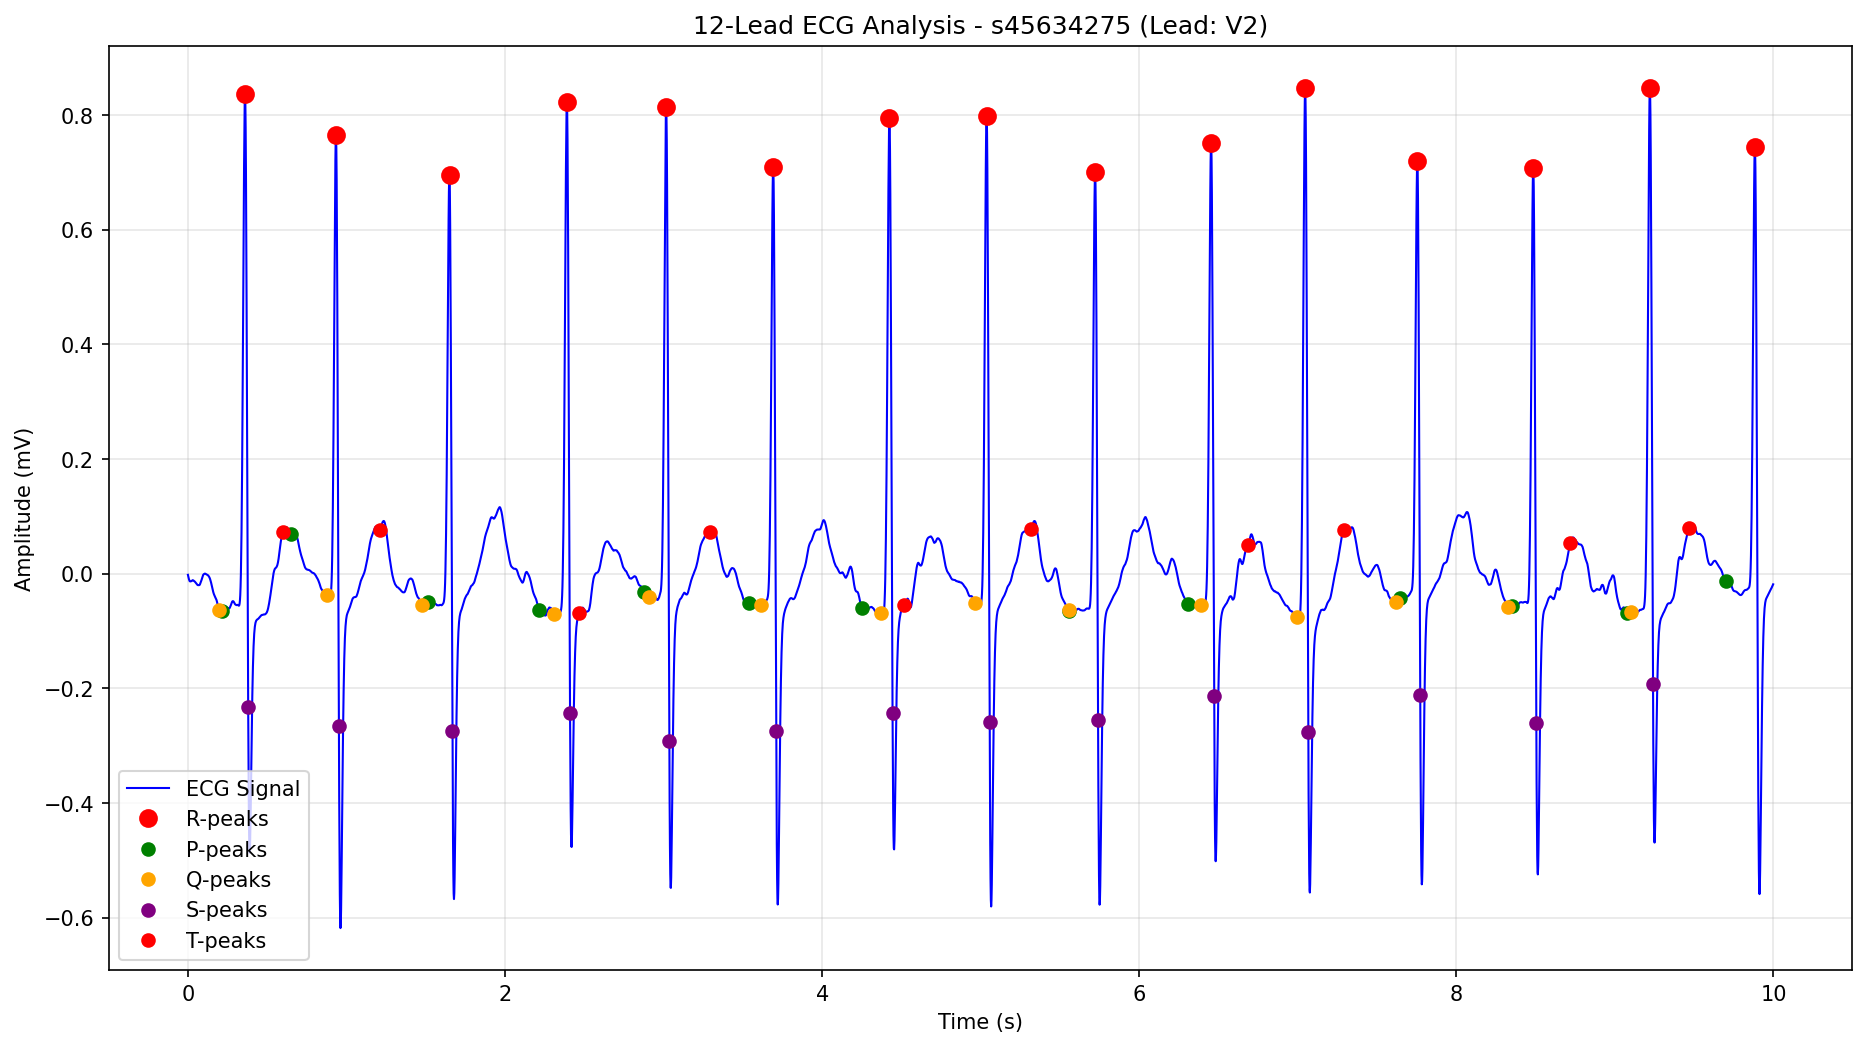 12-Lead ECG Analysis - s45634275 (Lead: V2)
Amplitude (mV)
0.8
0.6
0.4
0.2
0.0
−0.2
−0.4
−0.6
ECG Signal
R-peaks
P-peaks
Q-peaks
S-peaks
T-peaks
0 2 4 6 8 10
Time (s)